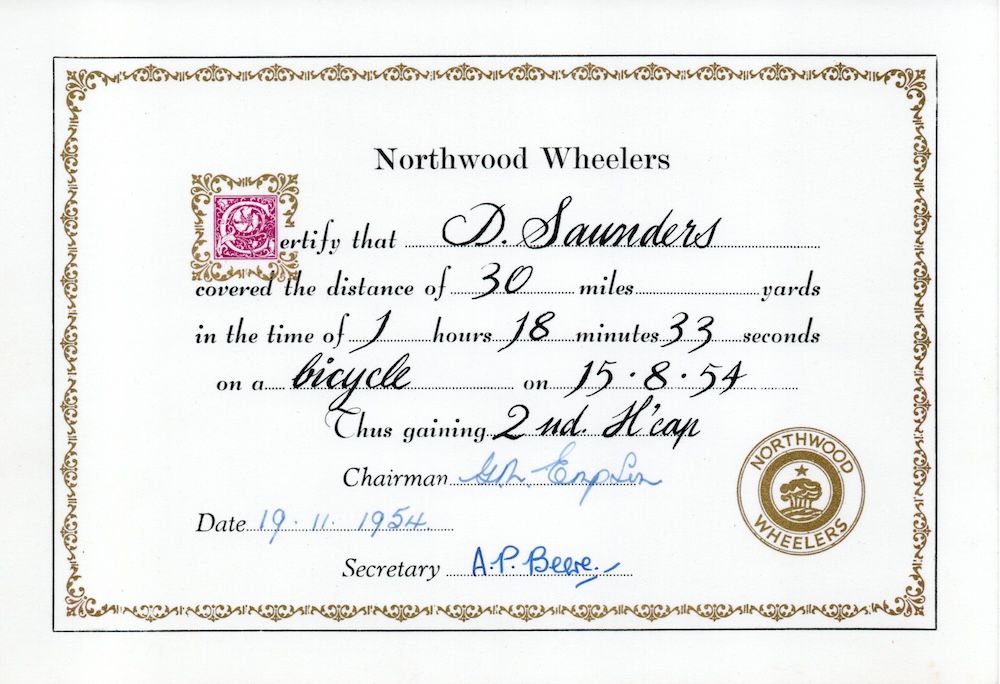 Northwood Wheelers
Certify that D. Saunders
covered the distance of 30 miles yards
in the time of 1 hours 18 minutes 33 seconds
on a bicycle on 15·8·54
Thus gaining 2nd. H'cap
Chairman
Date 19·11·1954.
Secretary A.P. Beere.
NORTHWOOD WHEELERS